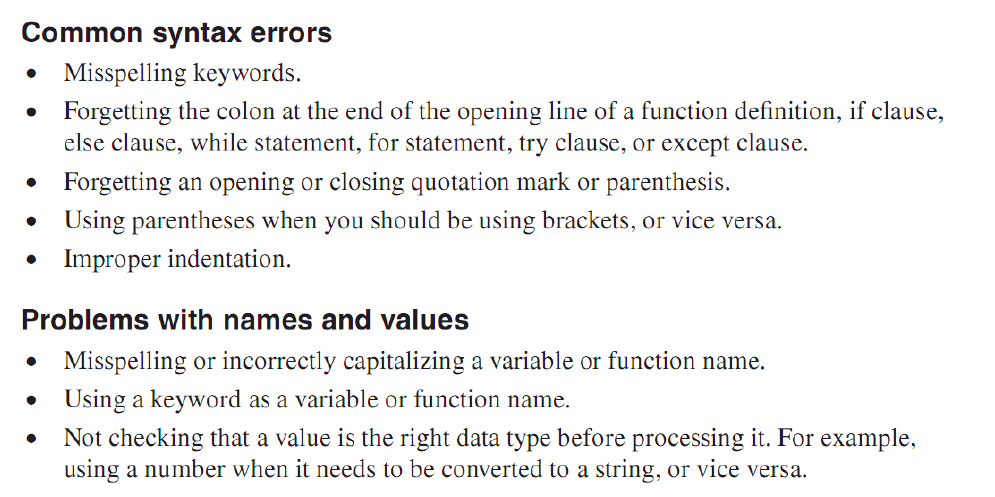 Common syntax errors
• Misspelling keywords.
• Forgetting the colon at the end of the opening line of a function definition, if clause,
else clause, while statement, for statement, try clause, or except clause.
• Forgetting an opening or closing quotation mark or parenthesis.
• Using parentheses when you should be using brackets, or vice versa.
• Improper indentation.
Problems with names and values
• Misspelling or incorrectly capitalizing a variable or function name.
• Using a keyword as a variable or function name.
• Not checking that a value is the right data type before processing it. For example,
using a number when it needs to be converted to a string, or vice versa.